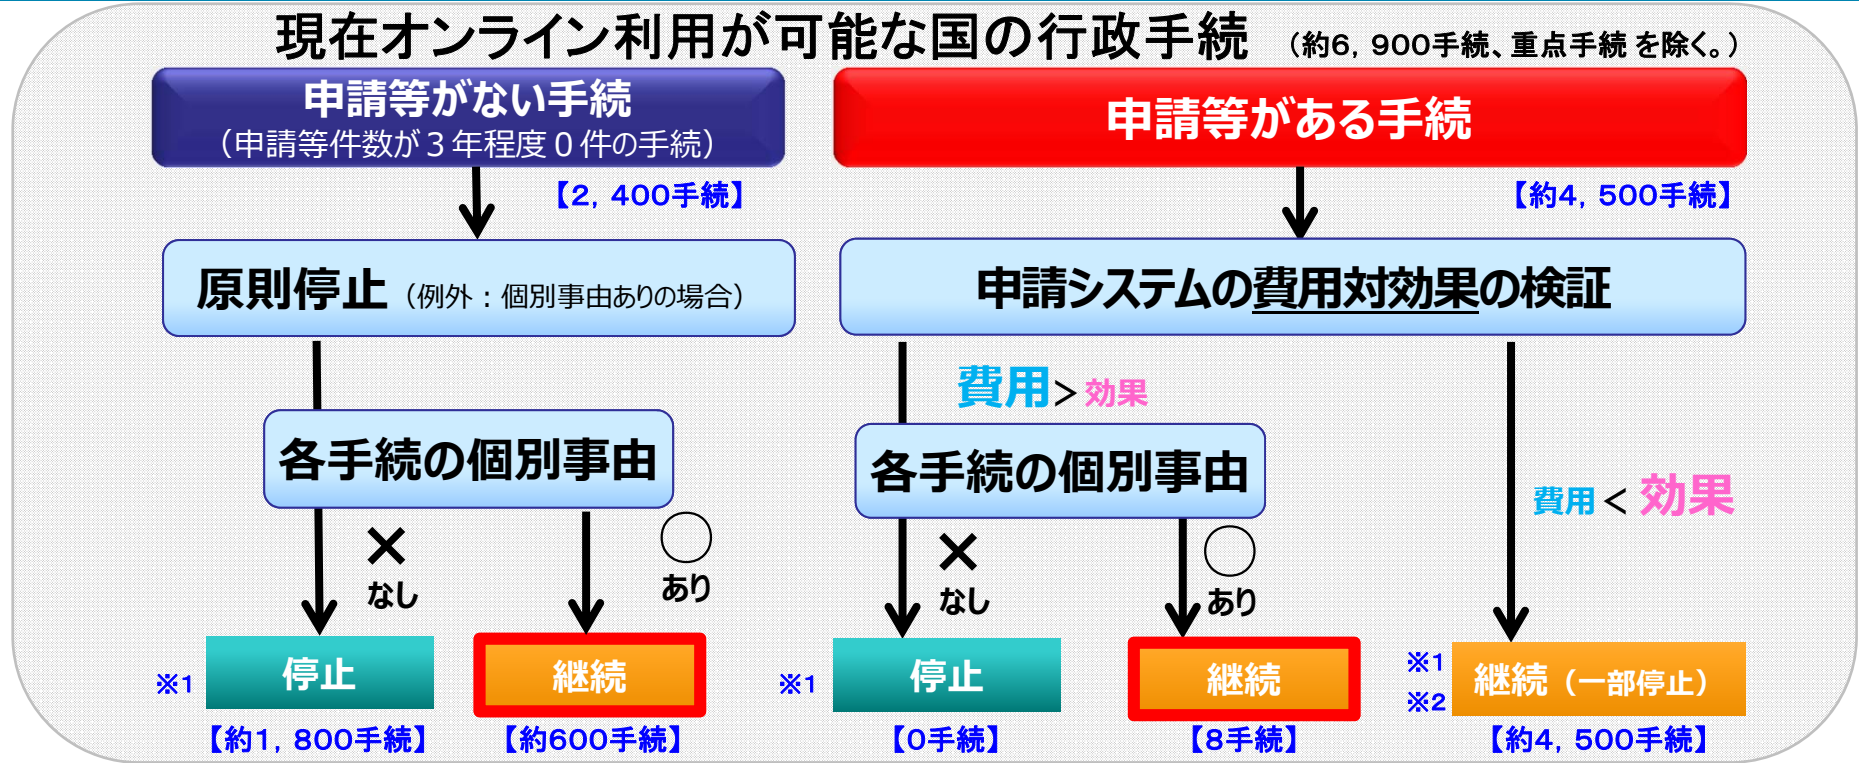 現在オンライン利用が可能な国の行政手続 （約6，900手続、重点手続を除く。）
申請等がない手続
（申請等件数が３年程度０件の手続）
申請等がある手続
【2，400手続】
【約4，500手続】
原則停止（例外：個別事由ありの場合）
申請システムの費用対効果の検証
費用＞効果
各手続の個別事由
各手続の個別事由
費用＜効果
×
なし
○
あり
×
なし
○
あり
※1
停止
継続
※1
停止
継続
※1
※2
継続（一部停止）
【約1，800手続】
【約600手続】
【0手続】
【8手続】
【約4，500手続】